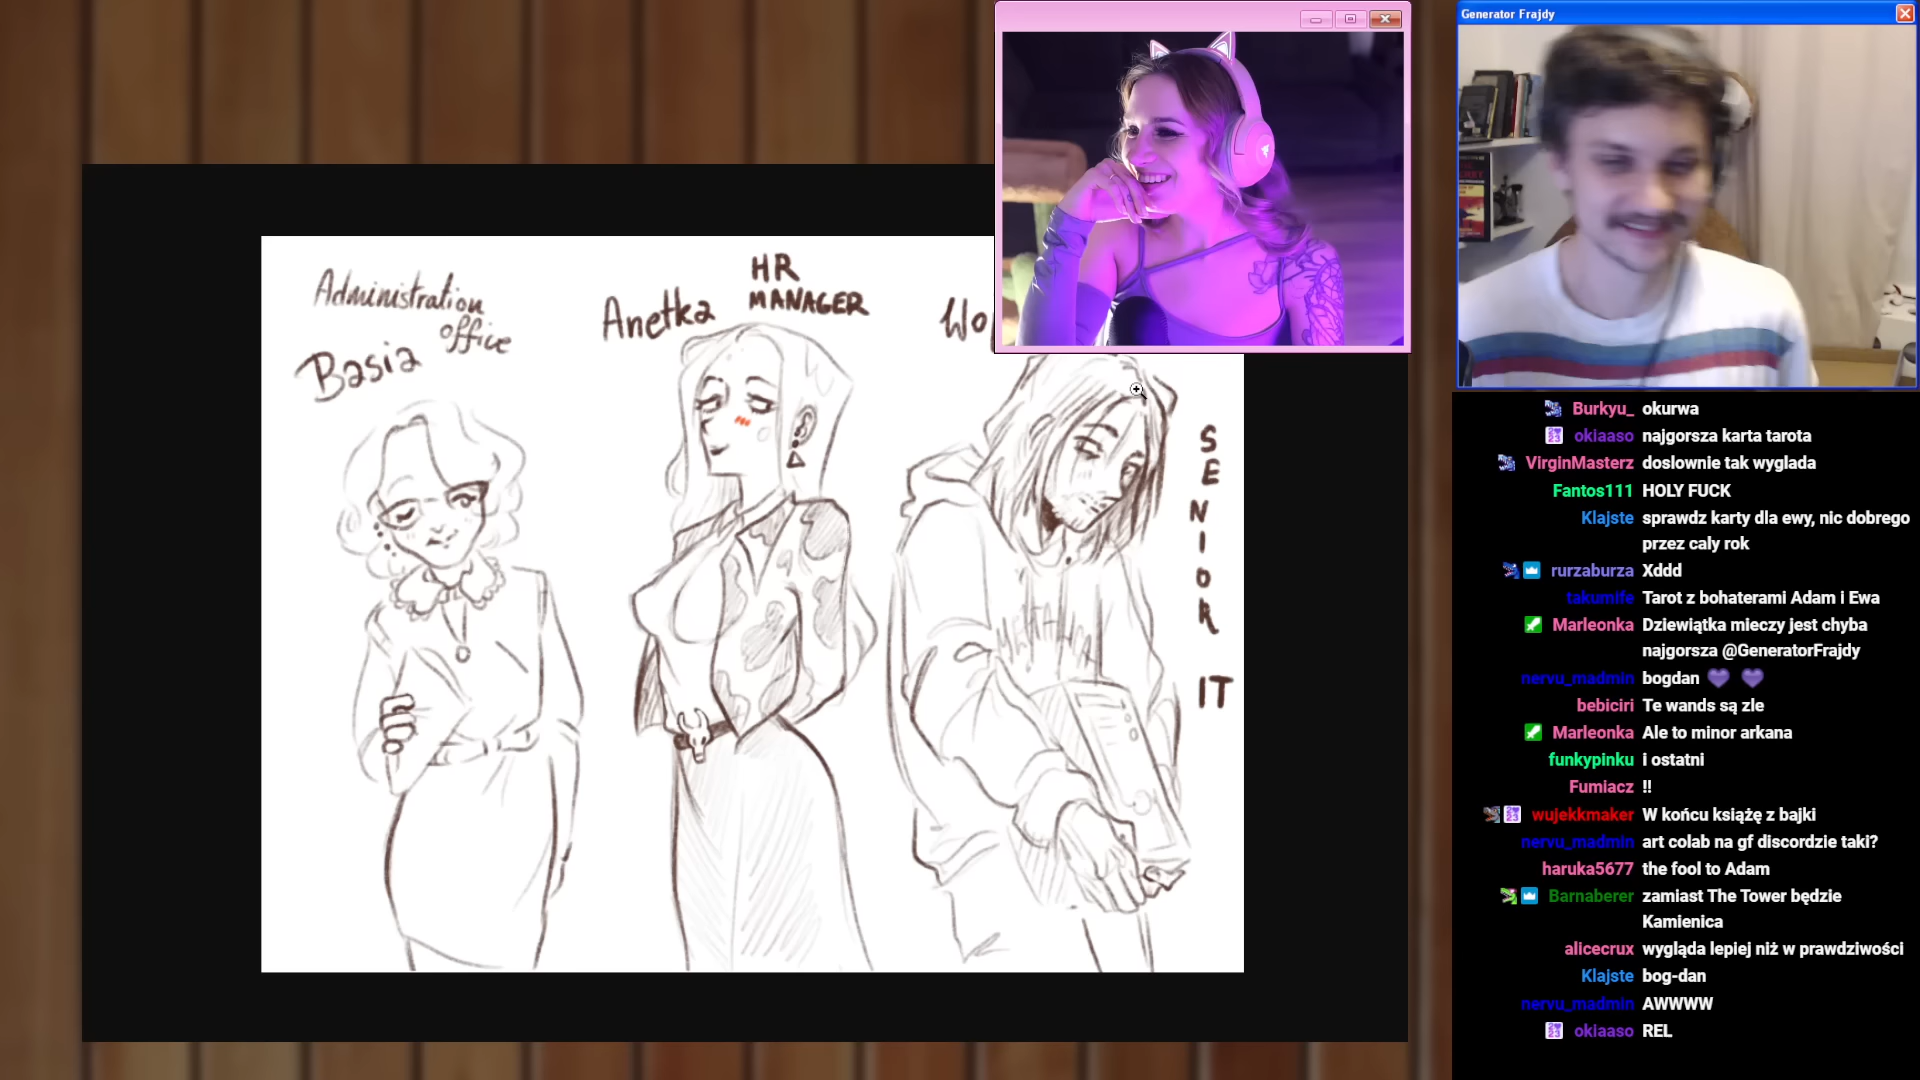 Generator Frajdy
Administration
office
Basia
Anetka
HR
MANAGER
Wo
SENIOR
IT
Burkyu_ okurwa
okiaaso najgorsza karta tarota
VirginMasterz doslownie tak wyglada
Fantos111 HOLY FUCK
Klajste sprawdz karty dla ewy, nic dobrego
przez caly rok
rurzaburza Xddd
takumife Tarot z bohaterami Adam i Ewa
Marleonka Dziewiątka mieczy jest chyba
najgorsza @GeneratorFrajdy
nervu_madmin bogdan
bebiciri Te wands są zle
Marleonka Ale to minor arkana
funkypinku i ostatni
Fumiacz !!
wujekkmaker W końcu książę z bajki
nervu_madmin art colab na gf discordzie taki?
haruka5677 the fool to Adam
Barnaberer zamiast The Tower będzie
Kamienica
alicecrux wygląda lepiej niż w prawdziwości
Klajste bog-dan
nervu_madmin AWWWW
okiaaso REL